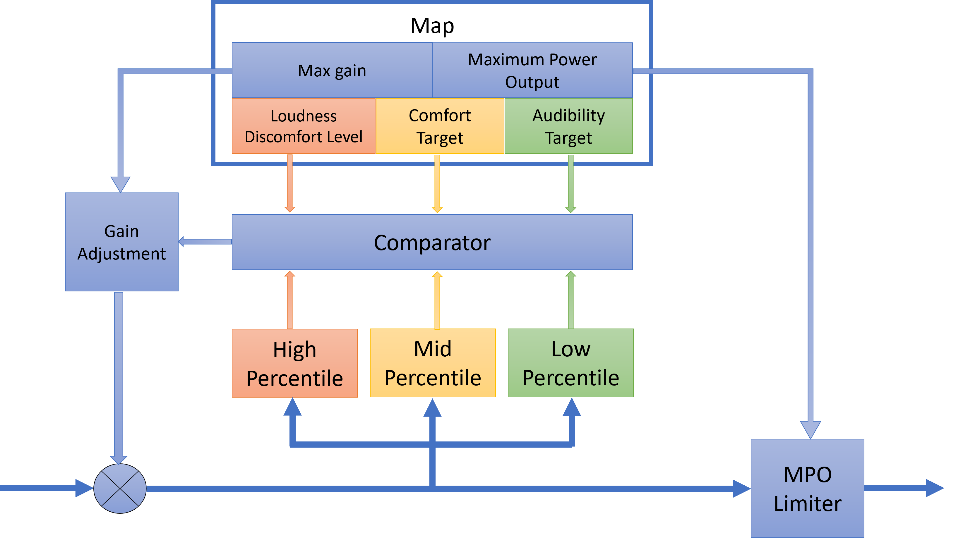 Map
Max gain
Maximum Power
Output
Loudness
Discomfort Level
Comfort
Target
Audibility
Target
Gain
Adjustment
Comparator
High
Percentile
Mid
Percentile
Low
Percentile
MPO
Limiter